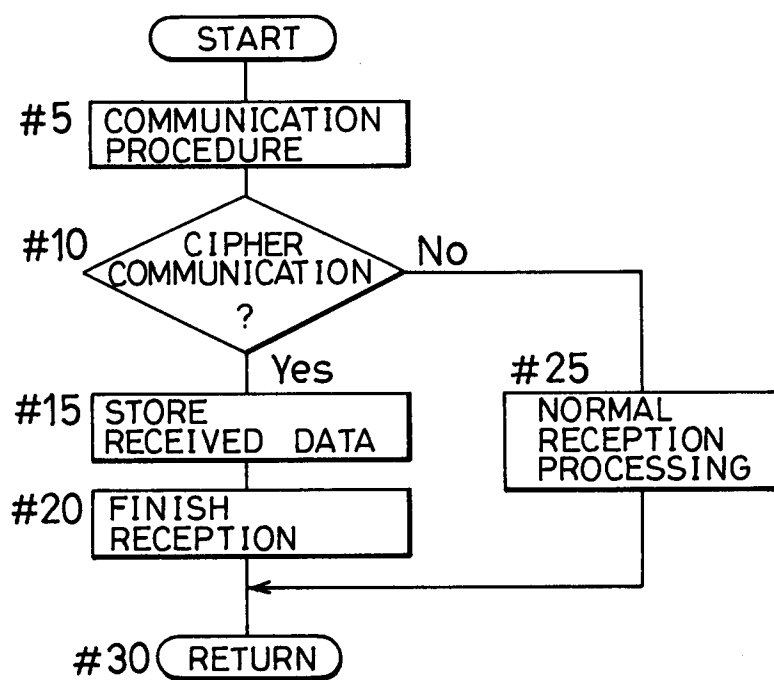 START
#5
COMMUNICATION
PROCEDURE
#10
CIPHER
COMMUNICATION
?
No
Yes
#15
STORE
RECEIVED DATA
#25
NORMAL
RECEPTION
PROCESSING
#20
FINISH
RECEPTION
#30
RETURN